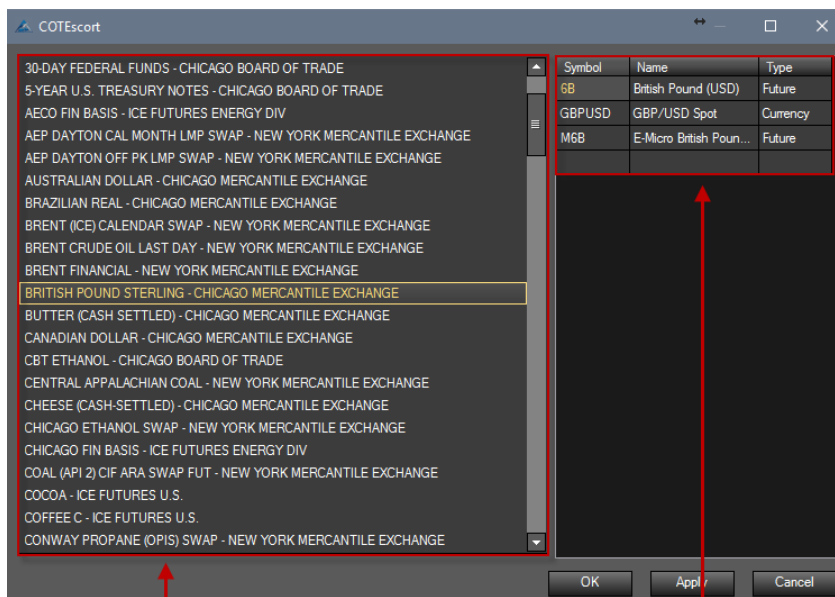 COTEscort
30-DAY FEDERAL FUNDS - CHICAGO BOARD OF TRADE
5-YEAR U.S. TREASURY NOTES - CHICAGO BOARD OF TRADE
AECO FIN BASIS - ICE FUTURES ENERGY DIV
AEP DAYTON CAL MONTH LMP SWAP - NEW YORK MERCANTILE EXCHANGE
AEP DAYTON OFF PK LMP SWAP - NEW YORK MERCANTILE EXCHANGE
AUSTRALIAN DOLLAR - CHICAGO MERCANTILE EXCHANGE
BRAZILIAN REAL - CHICAGO MERCANTILE EXCHANGE
BRENT (ICE) CALENDAR SWAP - NEW YORK MERCANTILE EXCHANGE
BRENT CRUDE OIL LAST DAY - NEW YORK MERCANTILE EXCHANGE
BRENT FINANCIAL - NEW YORK MERCANTILE EXCHANGE
BRITISH POUND STERLING - CHICAGO MERCANTILE EXCHANGE
BUTTER (CASH SETTLED) - CHICAGO MERCANTILE EXCHANGE
CANADIAN DOLLAR - CHICAGO MERCANTILE EXCHANGE
CBT ETHANOL - CHICAGO BOARD OF TRADE
CENTRAL APPALACHIAN COAL - NEW YORK MERCANTILE EXCHANGE
CHEESE (CASH-SETTLED) - CHICAGO MERCANTILE EXCHANGE
CHICAGO ETHANOL SWAP - NEW YORK MERCANTILE EXCHANGE
CHICAGO FIN BASIS - ICE FUTURES ENERGY DIV
COAL (API 2) CIF ARA SWAP FUT - NEW YORK MERCANTILE EXCHANGE
COCOA - ICE FUTURES U.S.
COFFEE C - ICE FUTURES U.S.
CONWAY PROPANE (OPIS) SWAP - NEW YORK MERCANTILE EXCHANGE
Symbol Name Type
6B British Pound (USD) Future
GBPUSD GBP/USD Spot Currency
M6B E-Micro British Poun... Future
OK Apply Cancel